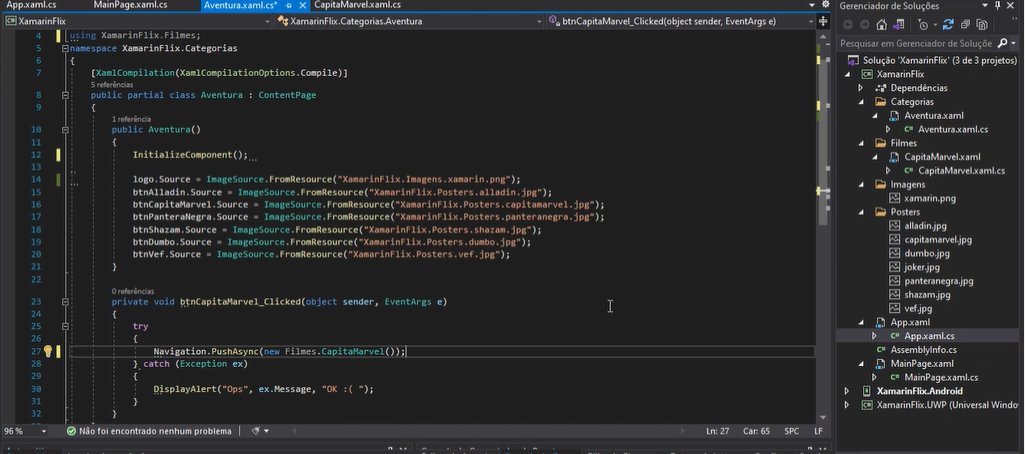 App.xaml.cs
MainPage.xaml.cs
Aventura.xaml.cs*
CapitaMarvel.xaml.cs
XamarinFlix
XamarinFlix.Categorias.Aventura
btnCapitaMarvel_Clicked(object sender, EventArgs e)
4 using XamarinFlix.Filmes;
5 namespace XamarinFlix.Categorias
6 {
7 [XamlCompilation(XamlCompilationOptions.Compile)]
5 referências
8 public partial class Aventura : ContentPage
9 {
1 referência
10 public Aventura()
11 {
12 InitializeComponent();
13
14 logo.Source = ImageSource.FromResource("XamarinFlix.Imagens.xamarin.png");
15 btnAlladin.Source = ImageSource.FromResource("XamarinFlix.Posters.alladin.jpg");
16 btnCapitaMarvel.Source = ImageSource.FromResource("XamarinFlix.Posters.capitamarvel.jpg");
17 btnPanteraNegra.Source = ImageSource.FromResource("XamarinFlix.Posters.panteranegra.jpg");
18 btnShazam.Source = ImageSource.FromResource("XamarinFlix.Posters.shazam.jpg");
19 btnDumbo.Source = ImageSource.FromResource("XamarinFlix.Posters.dumbo.jpg");
20 btnVef.Source = ImageSource.FromResource("XamarinFlix.Posters.vef.jpg");
21 }
22
0 referências
23 private void btnCapitaMarvel_Clicked(object sender, EventArgs e)
24 {
25 try
26 {
27 Navigation.PushAsync(new Filmes.CapitaMarvel());
28 } catch (Exception ex)
29 {
30 DisplayAlert("Ops", ex.Message, "OK :( ");
31 }
32 }
96 %
Não foi encontrado nenhum problema
Ln: 27
Car: 65
SPC
LF
Gerenciador de Soluções
Pesquisar em Gerenciador de Soluçõe
Solução 'XamarinFlix' (3 de 3 projetos)
XamarinFlix
Dependências
Categorias
Aventura.xaml
C# Aventura.xaml.cs
Filmes
CapitaMarvel.xaml
C# CapitaMarvel.xaml.cs
Imagens
xamarin.png
Posters
alladin.jpg
capitamarvel.jpg
dumbo.jpg
joker.jpg
panteranegra.jpg
shazam.jpg
vef.jpg
App.xaml
C# App.xaml.cs
C# AssemblyInfo.cs
MainPage.xaml
C# MainPage.xaml.cs
XamarinFlix.Android
XamarinFlix.UWP (Universal Windo